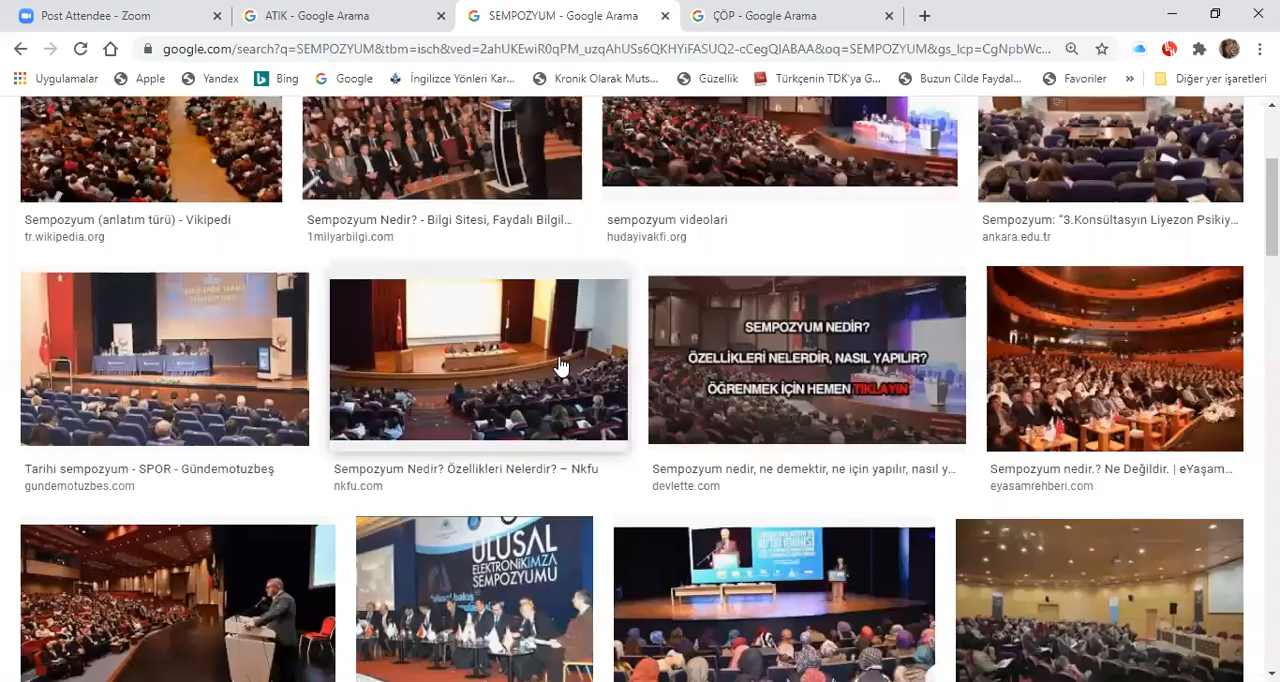 Post Attendee - Zoom
ATIK - Google Arama
SEMPOZYUM - Google Arama
ÇÖP - Google Arama
google.com/search?q=SEMPOZYUM&tbm=isch&ved=2ahUKEwiR0qPM_uzqAhUSs6QKHYiFASUQ2-cCegQIABAA&oq=SEMPOZYUM&gs_lcp=CgNpbWc...
Uygulamalar
Apple
Yandex
Bing
Google
İngilizce Yönleri Kar...
Kronik Olarak Muts...
Güzellik
Türkçenin TDK'ya G...
Buzun Cilde Faydal...
Favoriler
»
Diğer yer işaretleri
Sempozyum (anlatım türü) - Vikipedi
tr.wikipedia.org
Sempozyum Nedir? - Bilgi Sitesi, Faydalı Bilgil...
1milyarbilgi.com
sempozyum videolari
hudayivakfi.org
Sempozyum: “3.Konsültasyın Liyezon Psikiy...
ankara.edu.tr
SEMPOZYUMU
SEMPOZYUM NEDİR?
ÖZELLİKLERİ NELERDİR, NASIL YAPILIR?
ÖĞRENMEK İÇİN HEMEN TIKLAYIN
Tarihi sempozyum - SPOR - Gündemotuzbeş
gundemotuzbes.com
Sempozyum Nedir? Özellikleri Nelerdir? – Nkfu
nkfu.com
Sempozyum nedir, ne demektir, ne için yapılır, nasıl y...
devlette.com
Sempozyum nedir.? Ne Değildir. | eYaşam...
eyasamrehberi.com
ULUSAL
ELEKTRONİK İMZA
SEMPOZYUMU